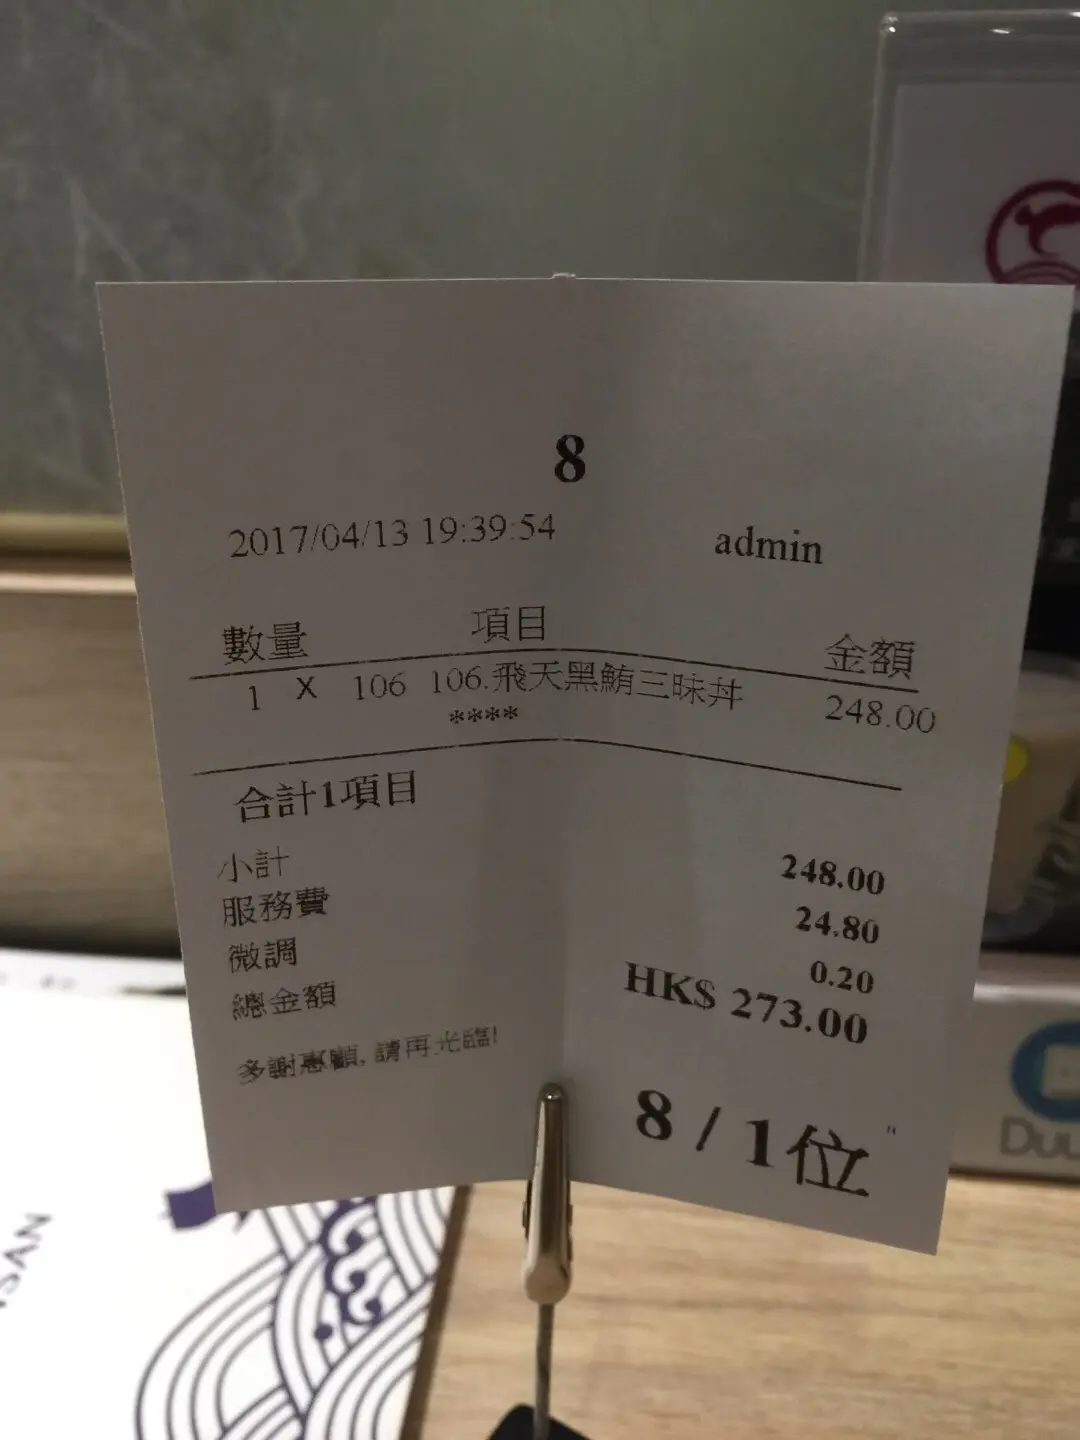 8
2017/04/13 19:39:54 admin
數量 項目 金額
1 X 106 106.飛天黑鮪三昧丼 248.00
****
合計1項目
小計 248.00
服務費 24.80
微調 0.20
總金額 HK$ 273.00
多謝惠顧, 請再光臨!
8 / 1位
SAN